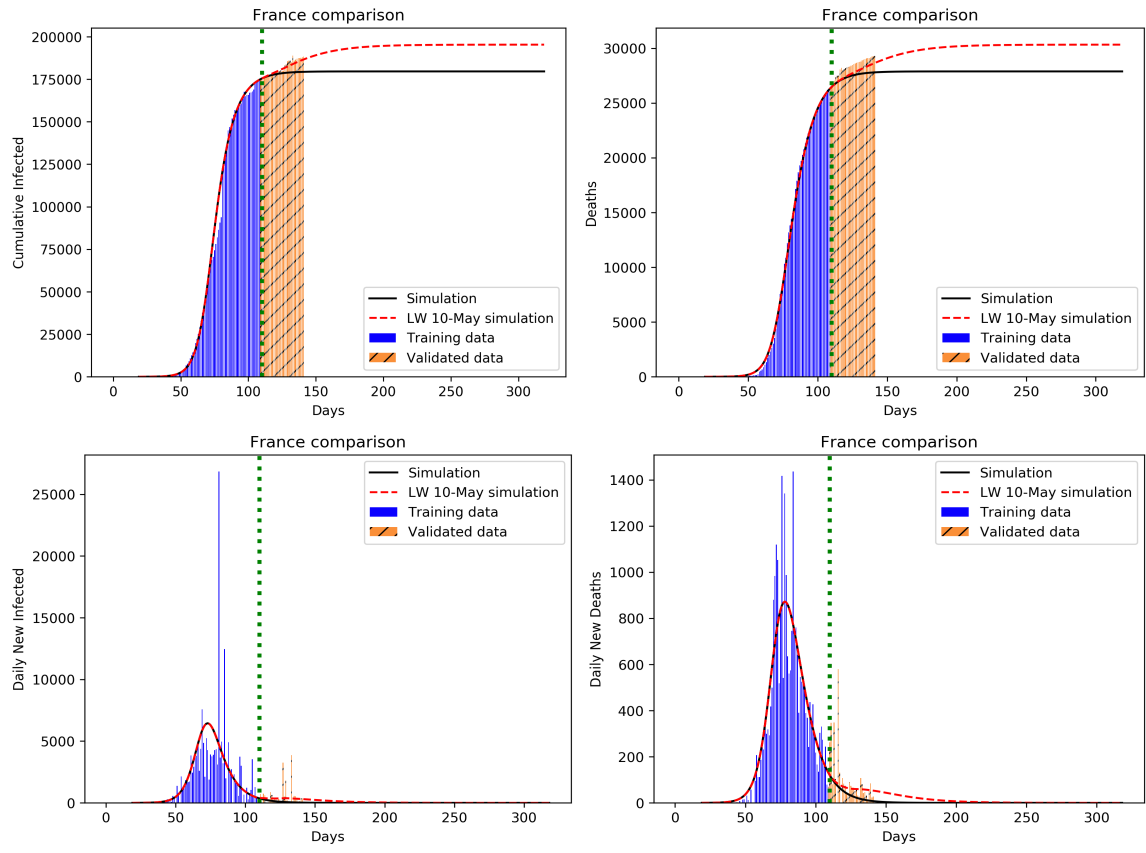 France comparison
Cumulative Infected
200000
175000
150000
125000
100000
75000
50000
25000
0
Simulation
LW 10-May simulation
Training data
Validated data
0 50 100 150 200 250 300
Days
France comparison
Deaths
30000
25000
20000
15000
10000
5000
0
Simulation
LW 10-May simulation
Training data
Validated data
0 50 100 150 200 250 300
Days
France comparison
Daily New Infected
25000
20000
15000
10000
5000
0
Simulation
LW 10-May simulation
Training data
Validated data
0 50 100 150 200 250 300
Days
France comparison
Daily New Deaths
1400
1200
1000
800
600
400
200
0
Simulation
LW 10-May simulation
Training data
Validated data
0 50 100 150 200 250 300
Days